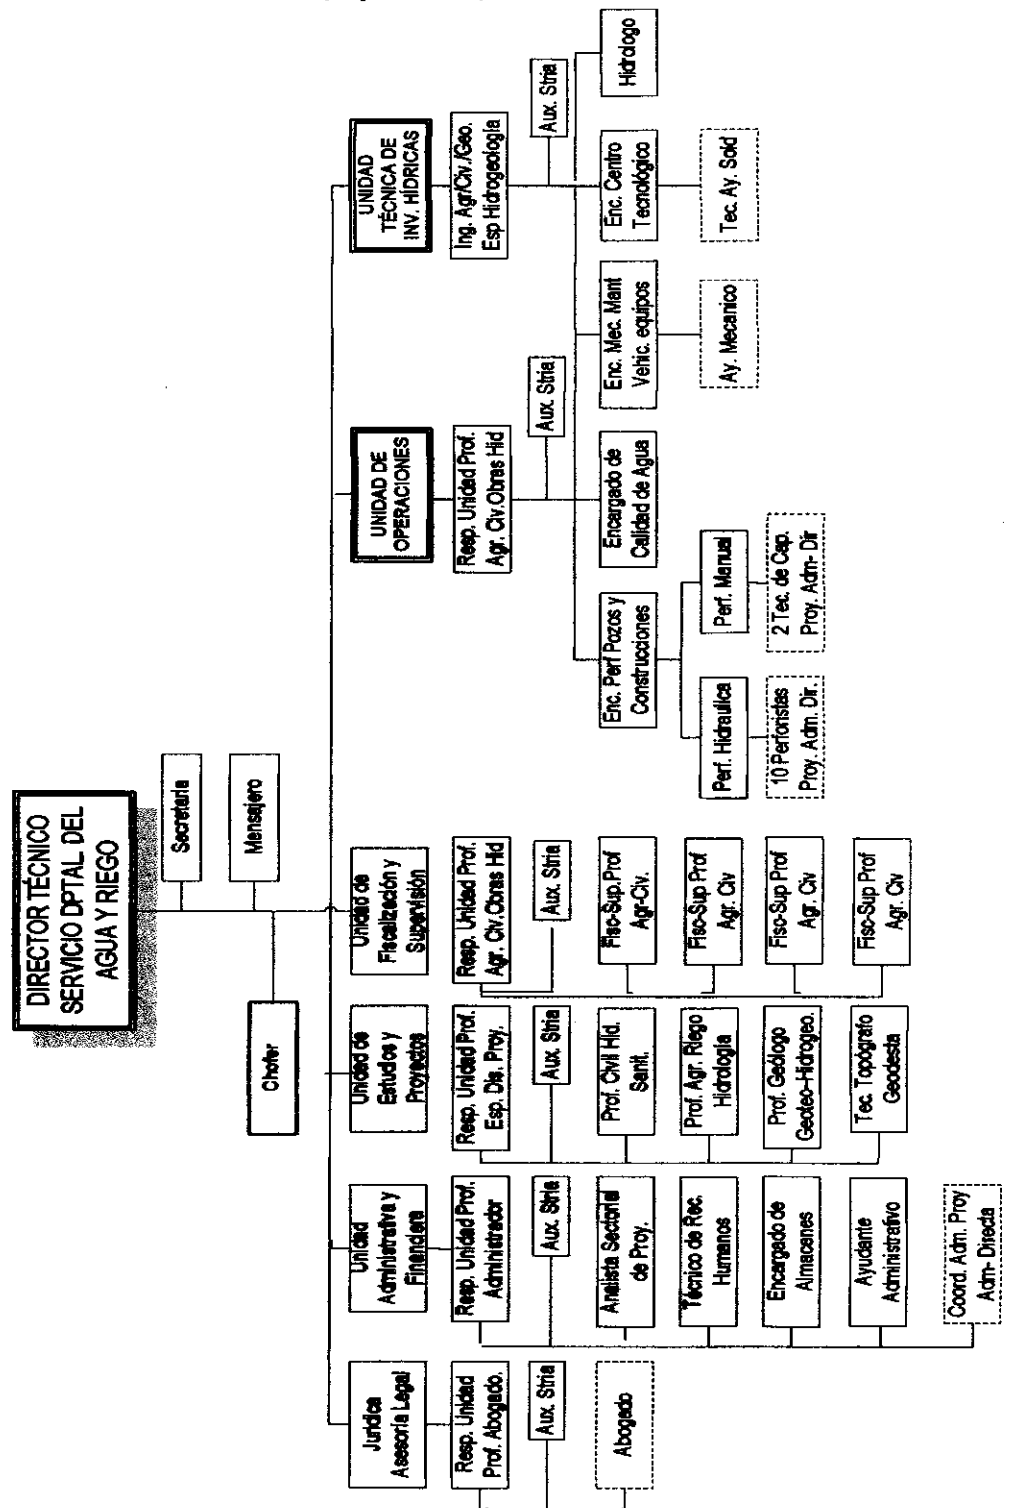 DIRECTOR TÉCNICO
SERVICIO DPTAL DEL
AGUA Y RIEGO
Secretaria
Mensajero
Chofer
Juridica
Asesoria Legal
Resp. Unidad
Prof. Abogado.
Aux. Stria
Abogado
Unidad
Administrativa y
Financiera
Resp. Unidad Prof.
Administrador
Aux. Stria
Analista Sectorial
de Proy.
Técnico de Rec.
Humanos
Encargado de
Almacenes
Ayudante
Administrativo
Coord. Adm. Proy
Adm- Directa
Unidad de
Estudios y
Proyectos
Resp. Unidad Prof.
Esp. Dis. Proy.
Aux. Stria
Prof. Civil Hid.
Sanit.
Prof. Agr. Riego
Hidrologia
Prof. Geólogo
Geotec-Hidrogeo.
Tec. Topógrafo
Geodesta
Unidad de
Fiscalización y
Supervisión
Resp. Unidad Prof.
Agr. Civ.Obras Hid
Aux. Stria
Fisc-Sup.Prof
Agr-Civ.
Fisc-Sup Prof
Agr. Civ
Fisc-Sup Prof
Agr. Civ
Fisc-Sup Prof
Agr. Civ
UNIDAD DE
OPERACIONES
Resp. Unidad Prof.
Agr. Civ.Obras Hid
Aux. Stria
UNIDAD
TÉCNICA DE
INV. HÍDRICAS
Ing. Agr/Civ./Geo.
Esp Hidrogeologia
Aux. Stria
Enc. Perf Pozos y
Construcciones
Encargado de
Calidad de Agua
Enc. Mec. Mant
Vehic. equipos
Enc. Centro
Tecnológico
Hidrologo
Perf. Hidraulica
Perf. Manual
Ay. Mecanico
Tec. Ay. Sold
10 Perforistas
Proy. Adm. Dir.
2 Tec. de Cap.
Proy. Adm- Dir